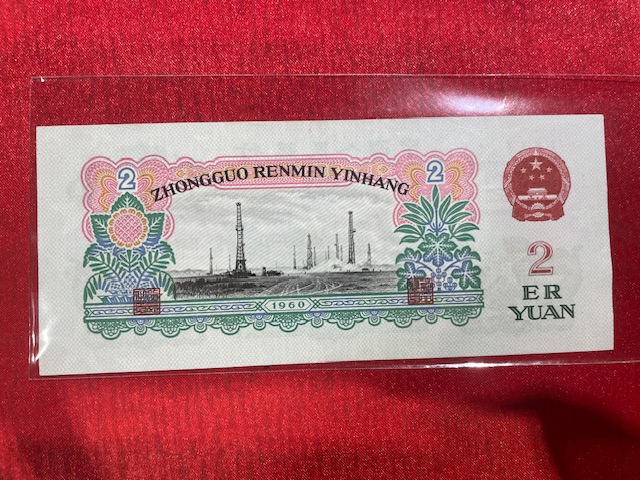 2
ZHONGGUO RENMIN YINHANG
2
1960
2
ER
YUAN